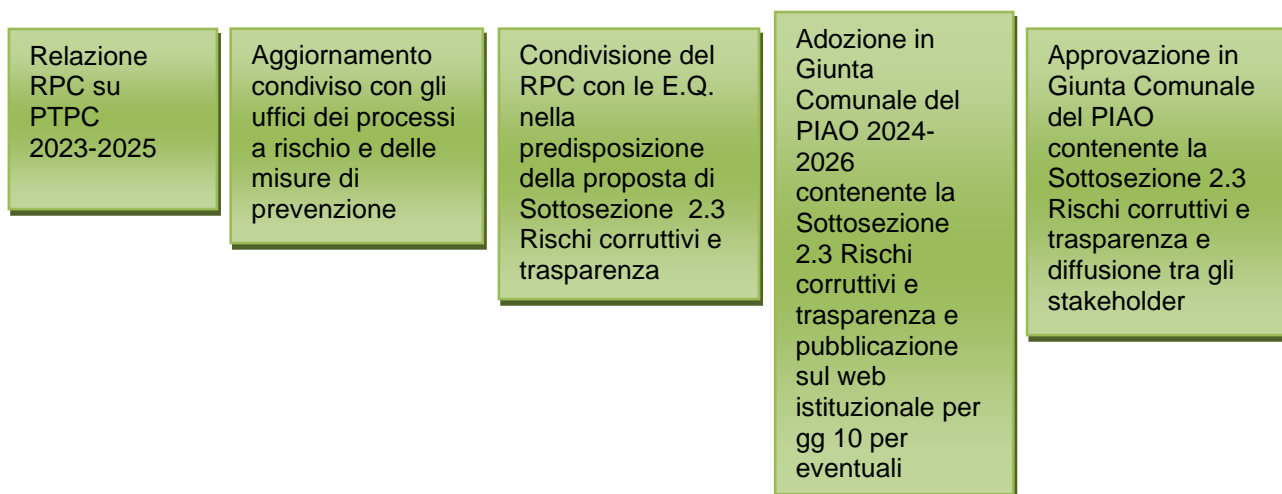 Relazione
RPC su
PTPC
2023-2025
Aggiornamento
condiviso con gli
uffici dei processi
a rischio e delle
misure di
prevenzione
Condivisione del
RPC con le E.Q.
nella
predisposizione
della proposta di
Sottosezione 2.3
Rischi corruttivi e
trasparenza
Adozione in
Giunta
Comunale del
PIAO 2024-
2026
contenente la
Sottosezione
2.3 Rischi
corruttivi e
trasparenza e
pubblicazione
sul web
istituzionale per
gg 10 per
eventuali
Approvazione in
Giunta Comunale
del PIAO
contenente la
Sottosezione 2.3
Rischi corruttivi e
trasparenza e
diffusione tra gli
stakeholder